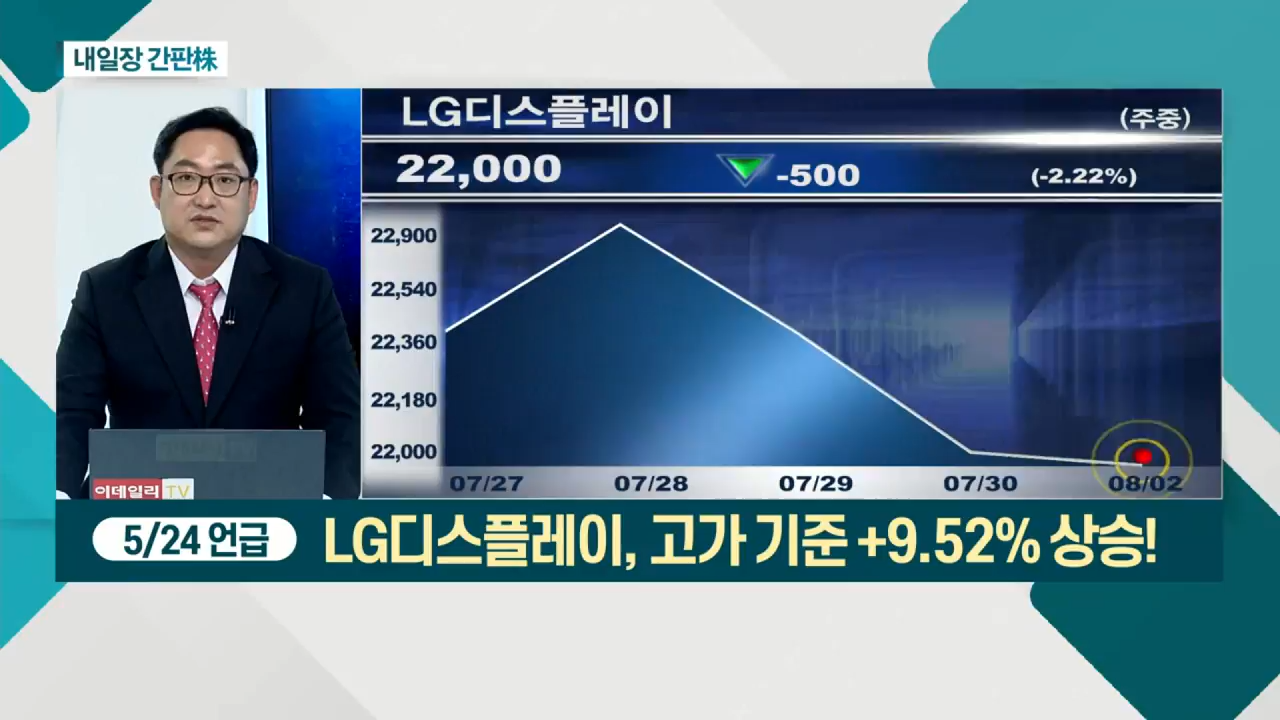 내일장 간판株
LG디스플레이
(주중)
22,000
-500
(-2.22%)
22,900
22,540
22,360
22,180
22,000
07/27
07/28
07/29
07/30
08/02
이데일리TV
5/24 언급
LG디스플레이, 고가 기준 +9.52% 상승!